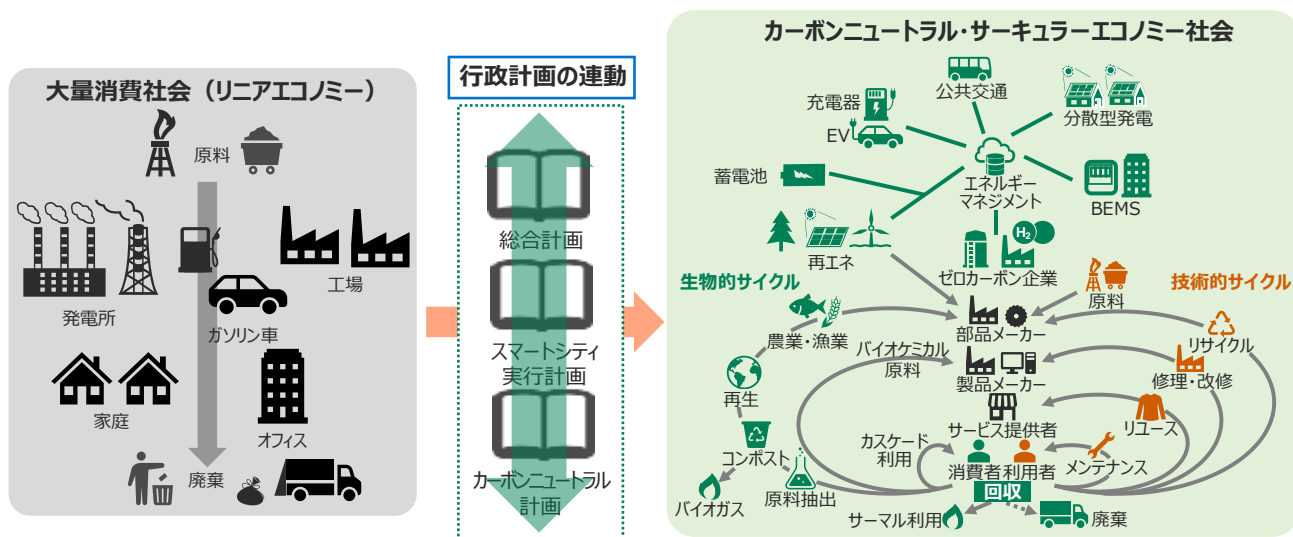 大量消費社会（リニアエコノミー）
原料
発電所
ガソリン車
工場
家庭
オフィス
廃棄
行政計画の連動
総合計画
スマートシティ
実行計画
カーボンニュートラル
計画
カーボンニュートラル・サーキュラーエコノミー社会
充電器
EV
公共交通
分散型発電
蓄電池
エネルギー
マネジメント
BEMS
再エネ
H2
ゼロカーボン企業
生物的サイクル
技術的サイクル
原料
農業・漁業
部品メーカー
リサイクル
バイオケミカル
原料
製品メーカー
修理・改修
再生
サービス提供者
リユース
コンポスト
カスケード
利用
消費者
利用者
メンテナンス
バイオガス
原料抽出
回収
サーマル利用
廃棄